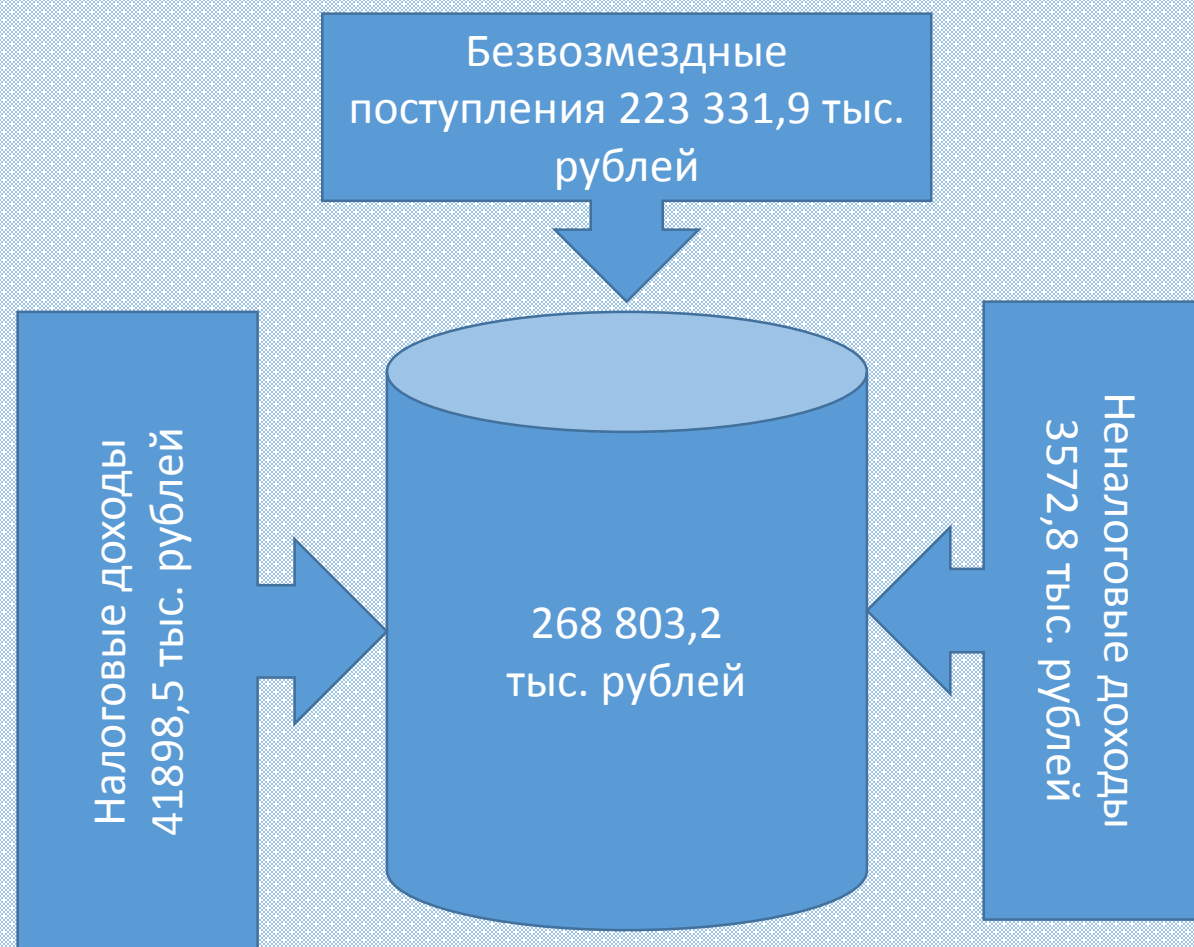 Безвозмездные
поступления 223 331,9 тыс.
рублей
Налоговые доходы
41898,5 тыс. рублей
268 803,2
тыс. рублей
Неналоговые доходы
3572,8 тыс. рублей